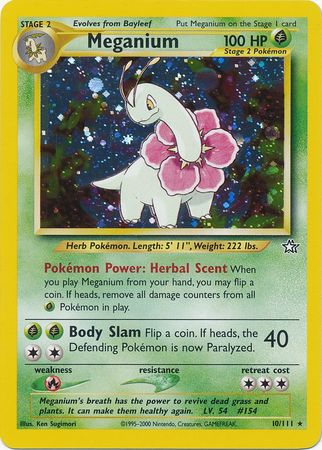 STAGE 2 Evolves from Bayleef Put Meganium on the Stage 1 card
Meganium 100 HP
Stage 2 Pokémon
Herb Pokémon. Length: 5' 11", Weight: 222 lbs.
Pokémon Power: Herbal Scent When
you play Meganium from your hand, you may flip
a coin. If heads, remove all damage counters from all
Pokémon in play.
Body Slam Flip a coin. If heads, the
Defending Pokémon is now Paralyzed.
40
weakness resistance retreat cost
Meganium's breath has the power to revive dead grass and
plants. It can make them healthy again. LV. 54 #154
Illus. Ken Sugimori ©1995-2000 Nintendo, Creatures, GAMEFREAK. 10/111